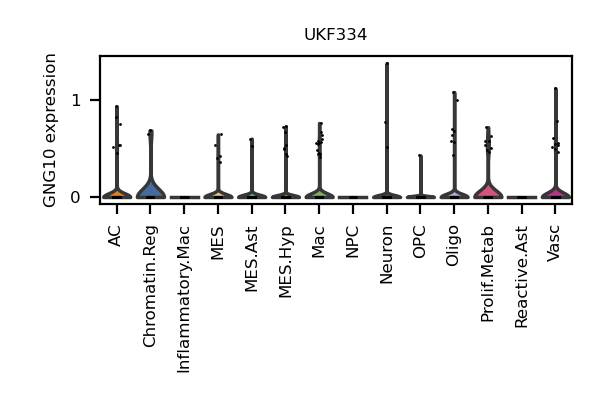 UKF334
GNG10 expression
1
0
AC
Chromatin.Reg
Inflammatory.Mac
MES
MES.Ast
MES.Hyp
Mac
NPC
Neuron
OPC
Oligo
Prolif.Metab
Reactive.Ast
Vasc